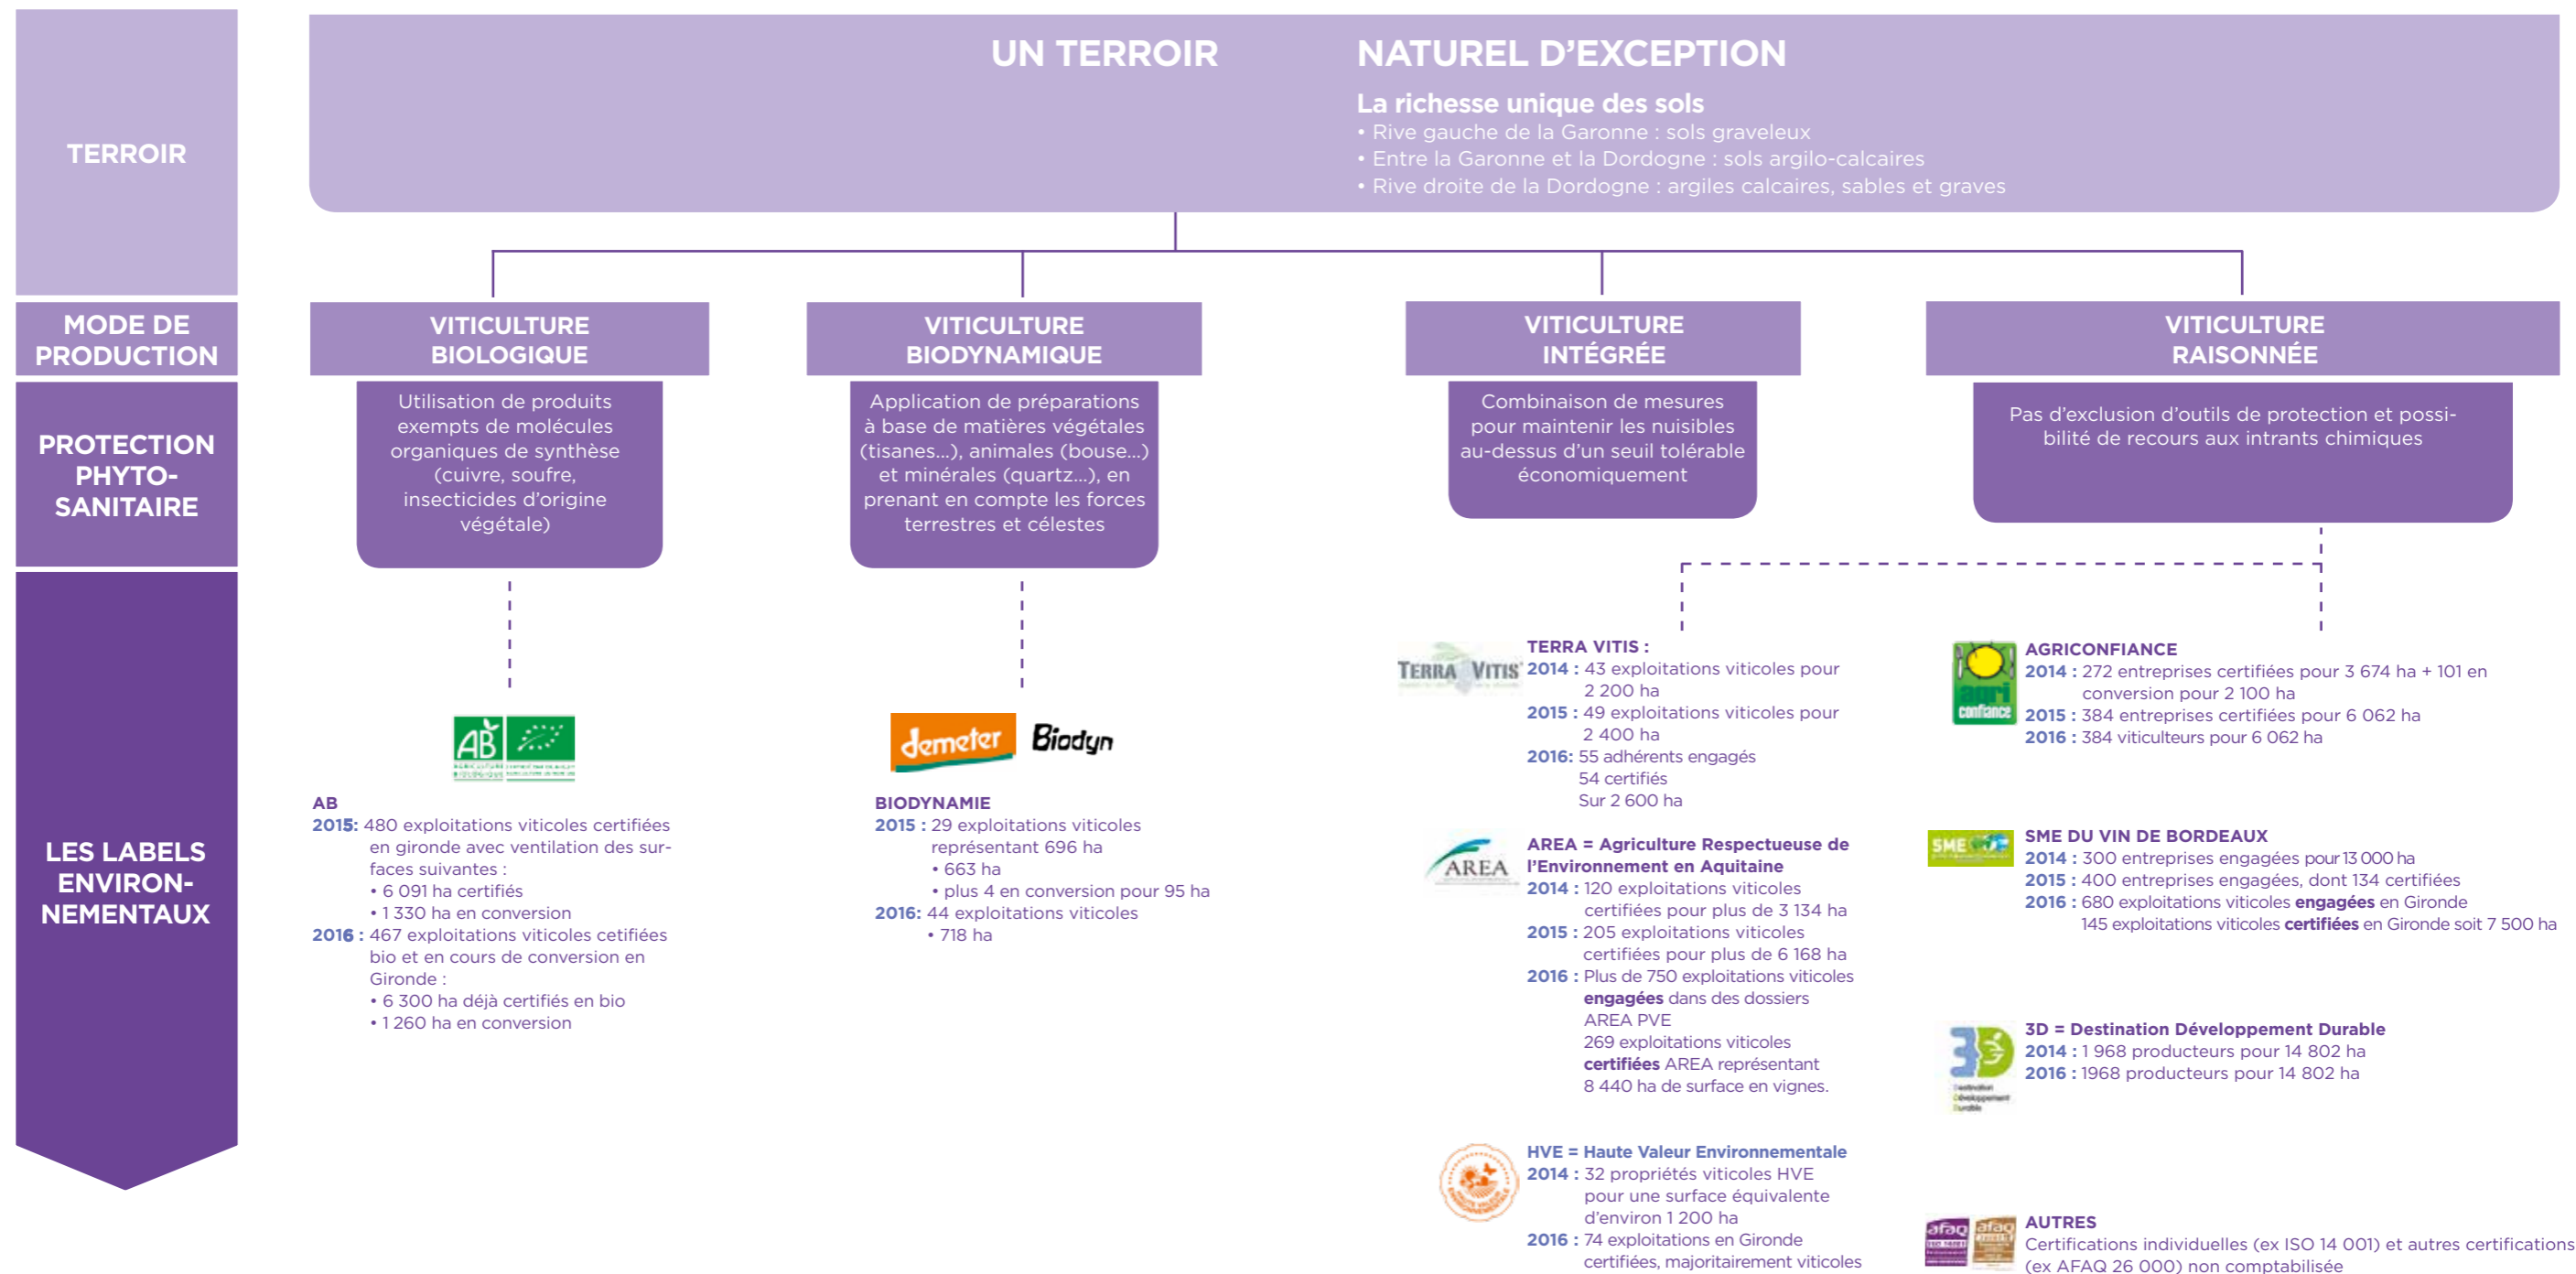 TERROIR
UN TERROIR NATUREL D'EXCEPTION
La richesse unique des sols
• Rive gauche de la Garonne : sols graveleux
• Entre la Garonne et la Dordogne : sols argilo-calcaires
• Rive droite de la Dordogne : argiles calcaires, sables et graves
MODE DE
PRODUCTION
VITICULTURE
BIOLOGIQUE
VITICULTURE
BIODYNAMIQUE
VITICULTURE
INTÉGRÉE
VITICULTURE
RAISONNÉE
PROTECTION
PHYTO-
SANITAIRE
Utilisation de produits
exempts de molécules
organiques de synthèse
(cuivre, soufre,
insecticides d'origine
végétale)
Application de préparations
à base de matières végétales
(tisanes...), animales (bouse...)
et minérales (quartz...), en
prenant en compte les forces
terrestres et célestes
Combinaison de mesures
pour maintenir les nuisibles
au-dessus d'un seuil tolérable
économiquement
Pas d'exclusion d'outils de protection et possi-
bilité de recours aux intrants chimiques
LES LABELS
ENVIRON-
NEMENTAUX
AB
AB
2015: 480 exploitations viticoles certifiées
en gironde avec ventilation des sur-
faces suivantes :
• 6 091 ha certifiés
• 1 330 ha en conversion
2016 : 467 exploitations viticoles cetifiées
bio et en cours de conversion en
Gironde :
• 6 300 ha déjà certifiés en bio
• 1 260 ha en conversion
demeter
Biodyn
BIODYNAMIE
2015 : 29 exploitations viticoles
représentant 696 ha
• 663 ha
• plus 4 en conversion pour 95 ha
2016: 44 exploitations viticoles
• 718 ha
TERRA VITIS
TERRA VITIS :
2014 : 43 exploitations viticoles pour
2 200 ha
2015 : 49 exploitations viticoles pour
2 400 ha
2016: 55 adhérents engagés
54 certifiés
Sur 2 600 ha
AREA
AREA = Agriculture Respectueuse de
l'Environnement en Aquitaine
2014 : 120 exploitations viticoles
certifiées pour plus de 3 134 ha
2015 : 205 exploitations viticoles
certifiées pour plus de 6 168 ha
2016 : Plus de 750 exploitations viticoles
engagées dans des dossiers
AREA PVE
269 exploitations viticoles
certifiées AREA représentant
8 440 ha de surface en vignes.
HAUTE VALEUR ENVIRONNEMENTALE
HVE = Haute Valeur Environnementale
2014 : 32 propriétés viticoles HVE
pour une surface équivalente
d'environ 1 200 ha
2016 : 74 exploitations en Gironde
certifiées, majoritairement viticoles
agri
confiance
AGRICONFIANCE
2014 : 272 entreprises certifiées pour 3 674 ha + 101 en
conversion pour 2 100 ha
2015 : 384 entreprises certifiées pour 6 062 ha
2016 : 384 viticulteurs pour 6 062 ha
SME
SME DU VIN DE BORDEAUX
2014 : 300 entreprises engagées pour 13 000 ha
2015 : 400 entreprises engagées, dont 134 certifiées
2016 : 680 exploitations viticoles engagées en Gironde
145 exploitations viticoles certifiées en Gironde soit 7 500 ha
3D
Destination
Développement
Durable
3D = Destination Développement Durable
2014 : 1 968 producteurs pour 14 802 ha
2016 : 1968 producteurs pour 14 802 ha
afaq
afaq
AUTRES
Certifications individuelles (ex ISO 14 001) et autres certifications
(ex AFAQ 26 000) non comptabilisée